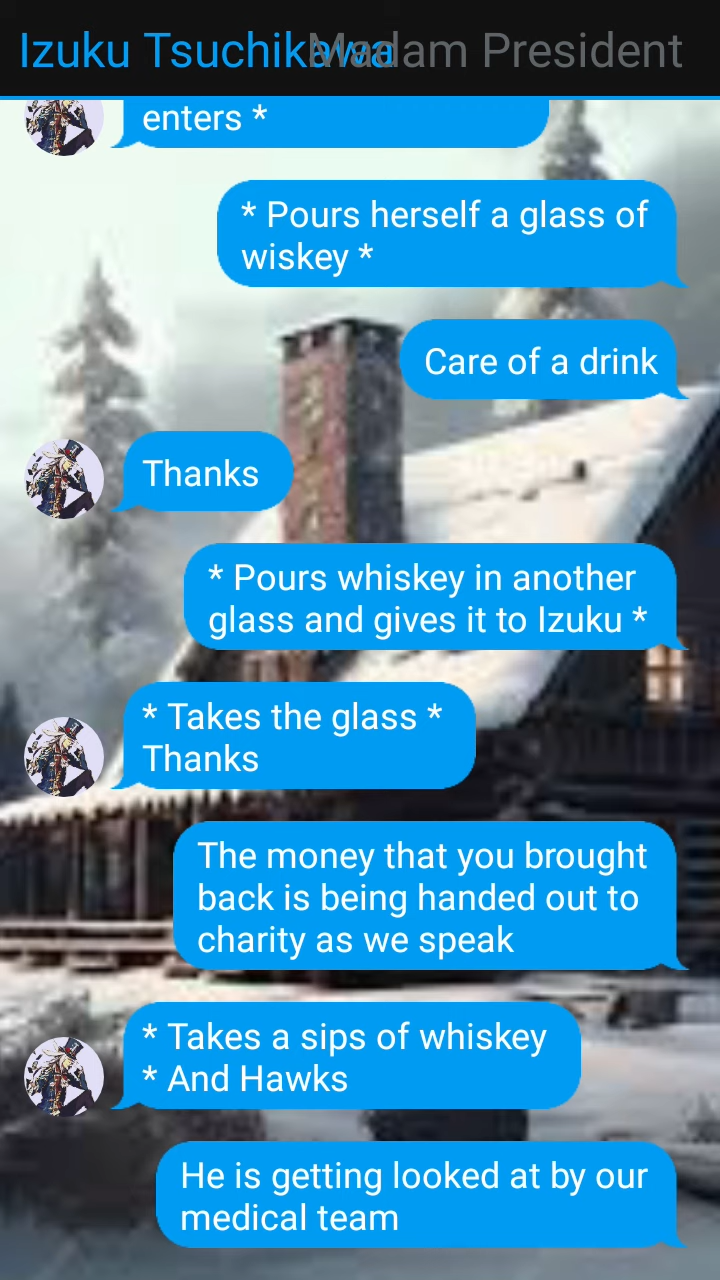 Izuku Tsuchikawa Madam President
enters *
* Pours herself a glass of
wiskey *
Care of a drink
Thanks
* Pours whiskey in another
glass and gives it to Izuku *
* Takes the glass *
Thanks
The money that you brought
back is being handed out to
charity as we speak
* Takes a sips of whiskey
* And Hawks
He is getting looked at by our
medical team